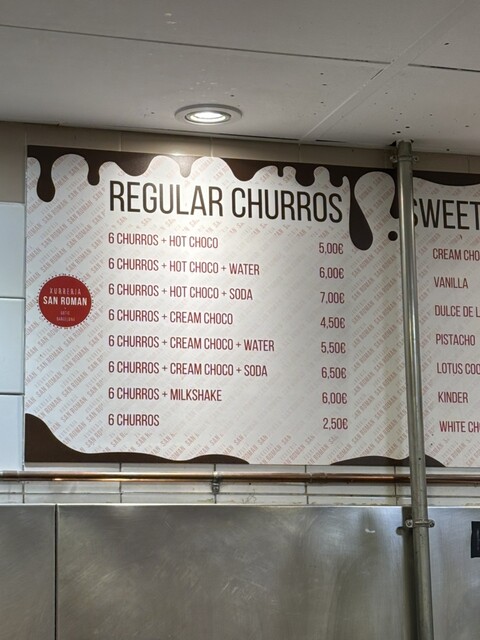 REGULAR CHURROS
6 CHURROS + HOT CHOCO 5,00€
6 CHURROS + HOT CHOCO + WATER 6,00€
6 CHURROS + HOT CHOCO + SODA 7,00€
6 CHURROS + CREAM CHOCO 4,50€
6 CHURROS + CREAM CHOCO + WATER 5,50€
6 CHURROS + CREAM CHOCO + SODA 6,50€
6 CHURROS + MILKSHAKE 6,00€
6 CHURROS 2,50€
XURRERIA
SAN ROMAN
BARCELONA
SWEET
CREAM CHO
VANILLA
DULCE DE L
PISTACHO
LOTUS COO
KINDER
WHITE CH